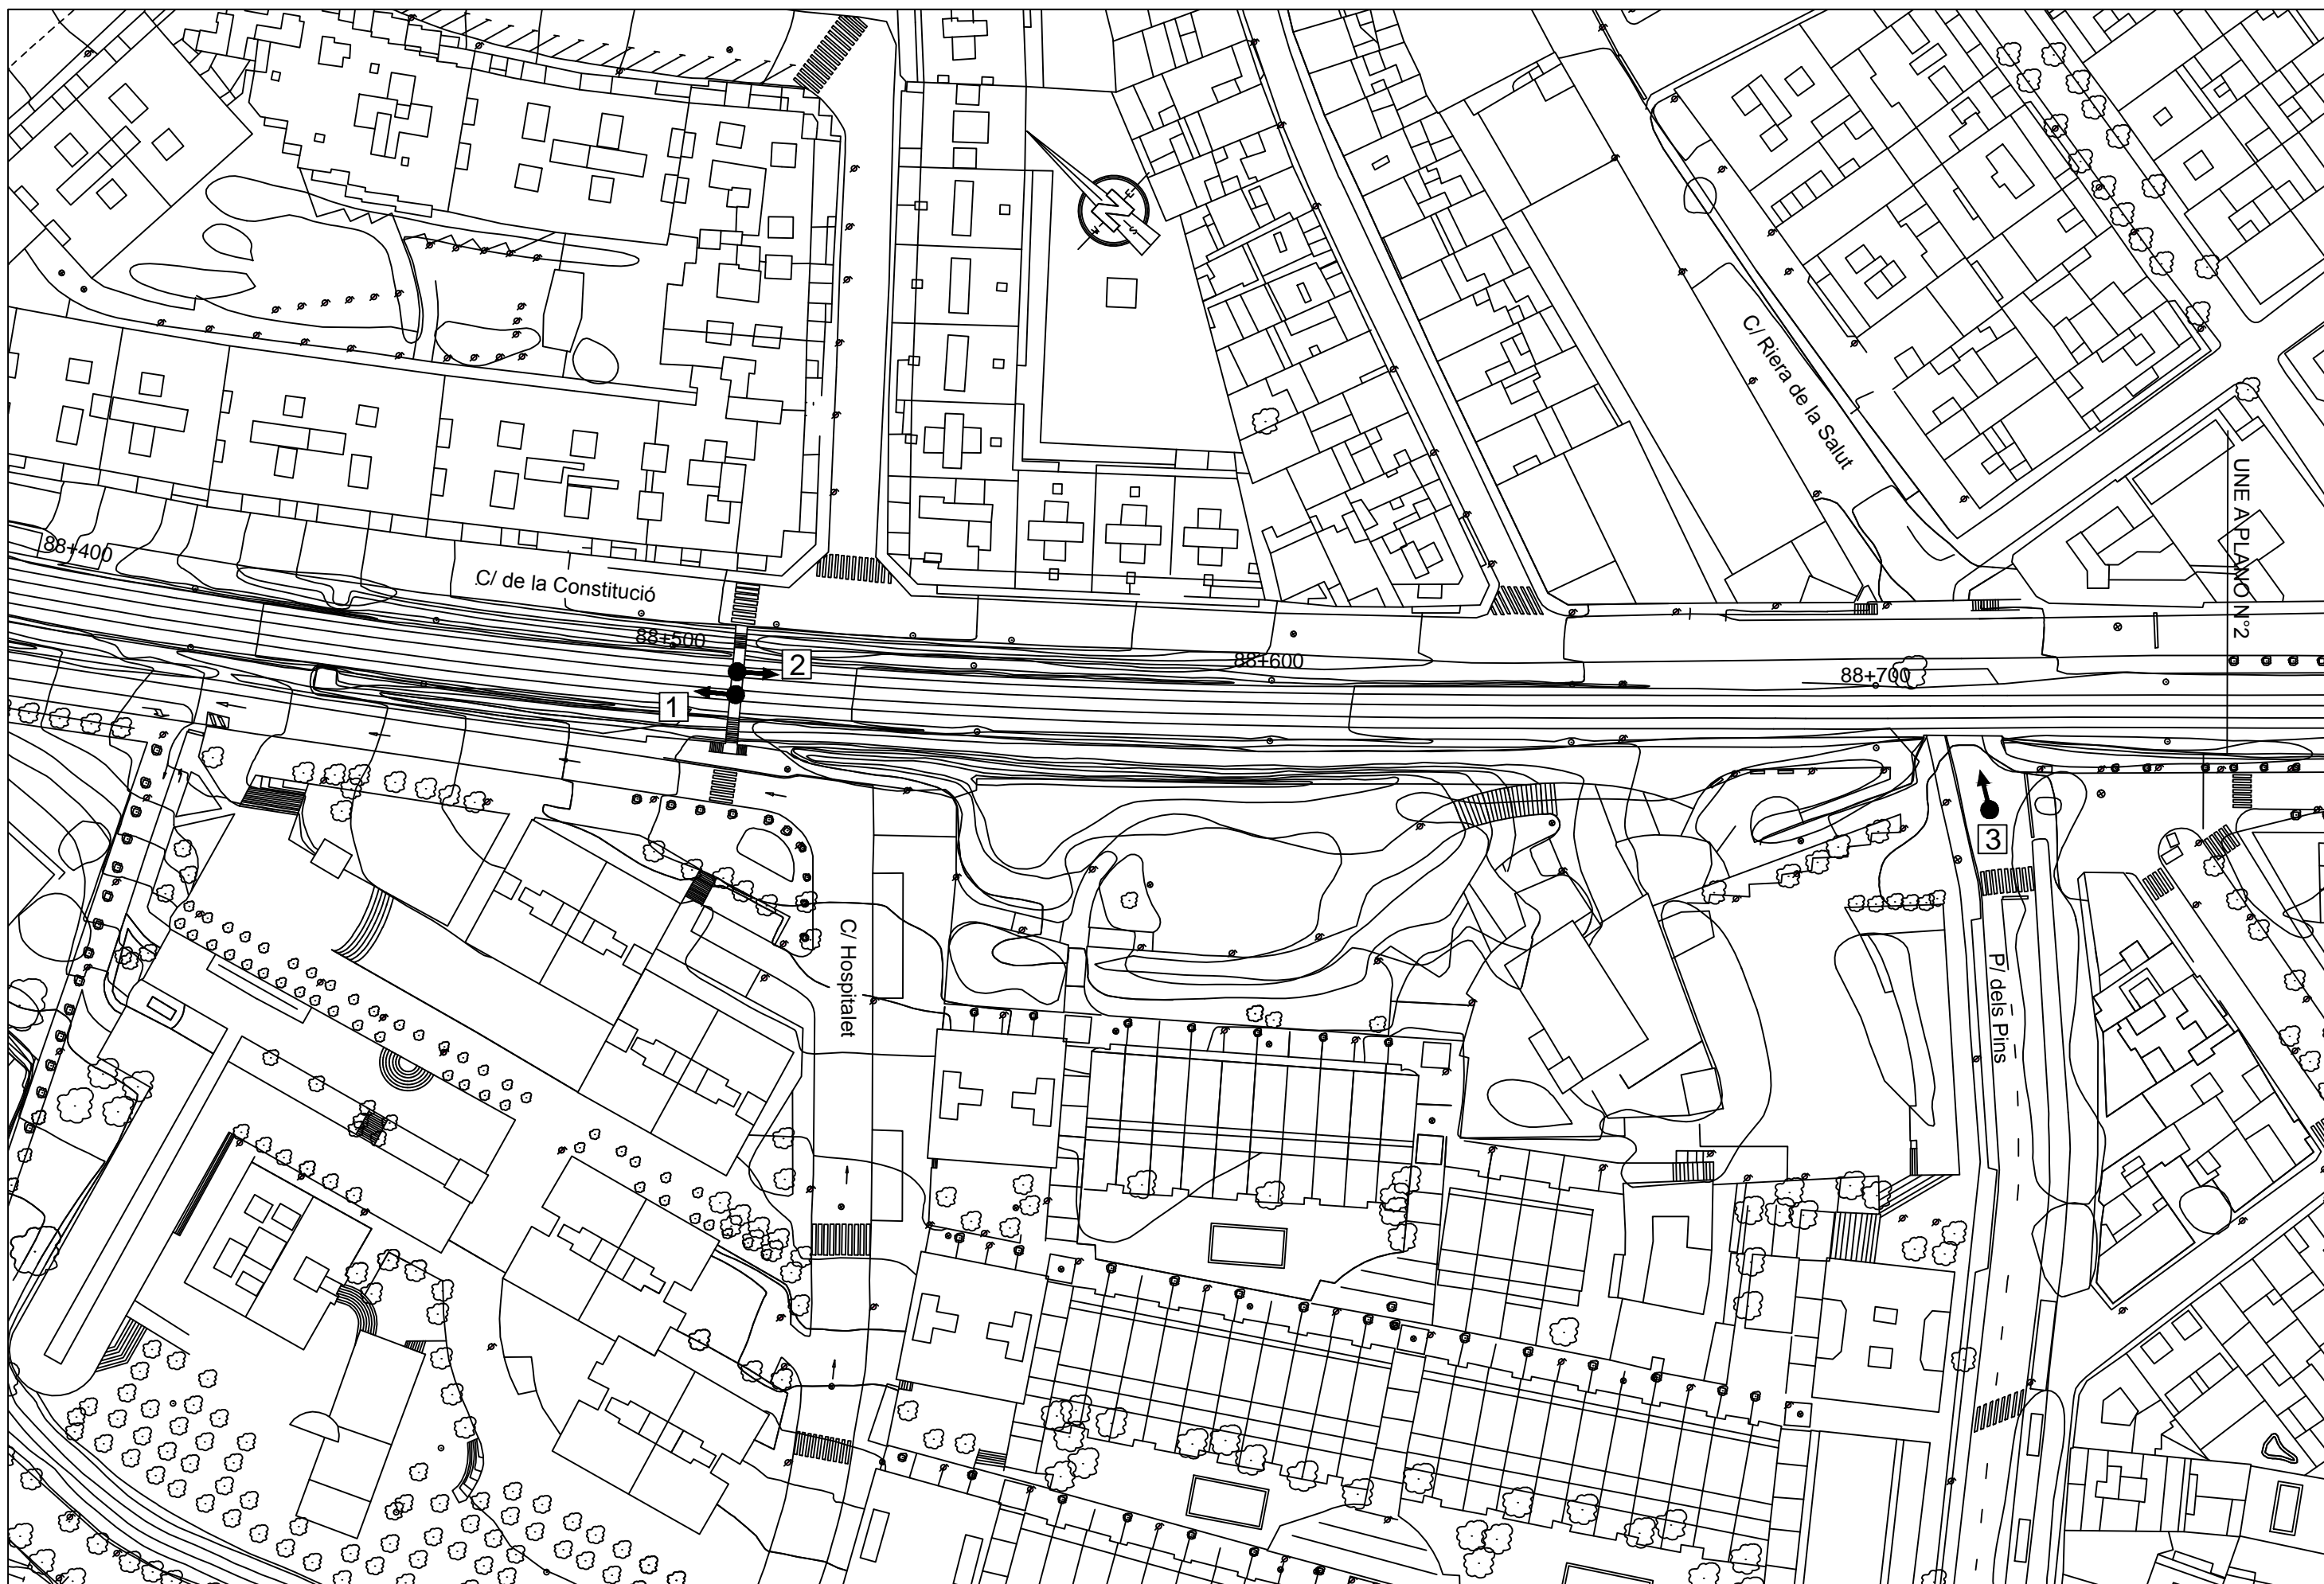 N
C/ Riera de la Salut
UNE A PLANO Nº2
88+400
C/ de la Constitució
88+500
88+600
88+700
2
1
3
C/ Hospitalet
P/ dels Pins